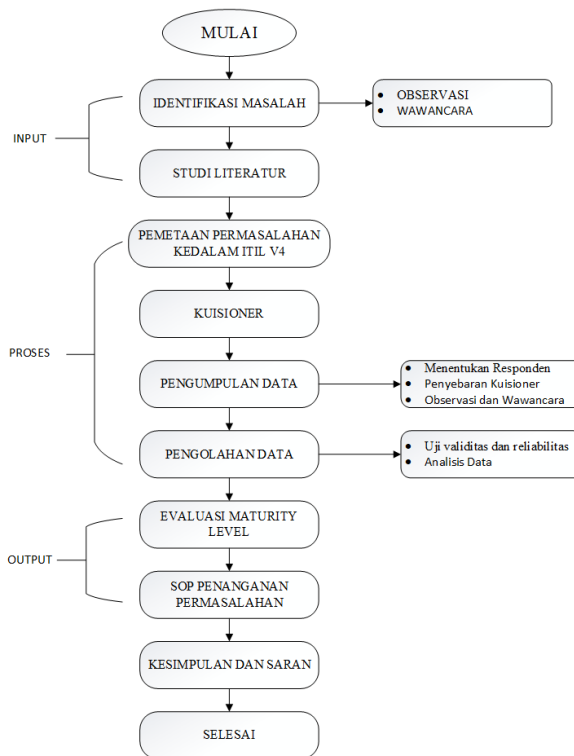 MULAI
IDENTIFIKASI MASALAH
• OBSERVASI
• WAWANCARA
INPUT
STUDI LITERATUR
PEMETAAN PERMASALAHAN
KEDALAM ITIL V4
KUISIONER
PROSES
PENGUMPULAN DATA
• Menentukan Responden
• Penyebaran Kuisioner
• Observasi dan Wawancara
PENGOLAHAN DATA
• Uji validitas dan reliabilitas
• Analisis Data
EVALUASI MATURITY
LEVEL
OUTPUT
SOP PENANGANAN
PERMASALAHAN
KESIMPULAN DAN SARAN
SELESAI